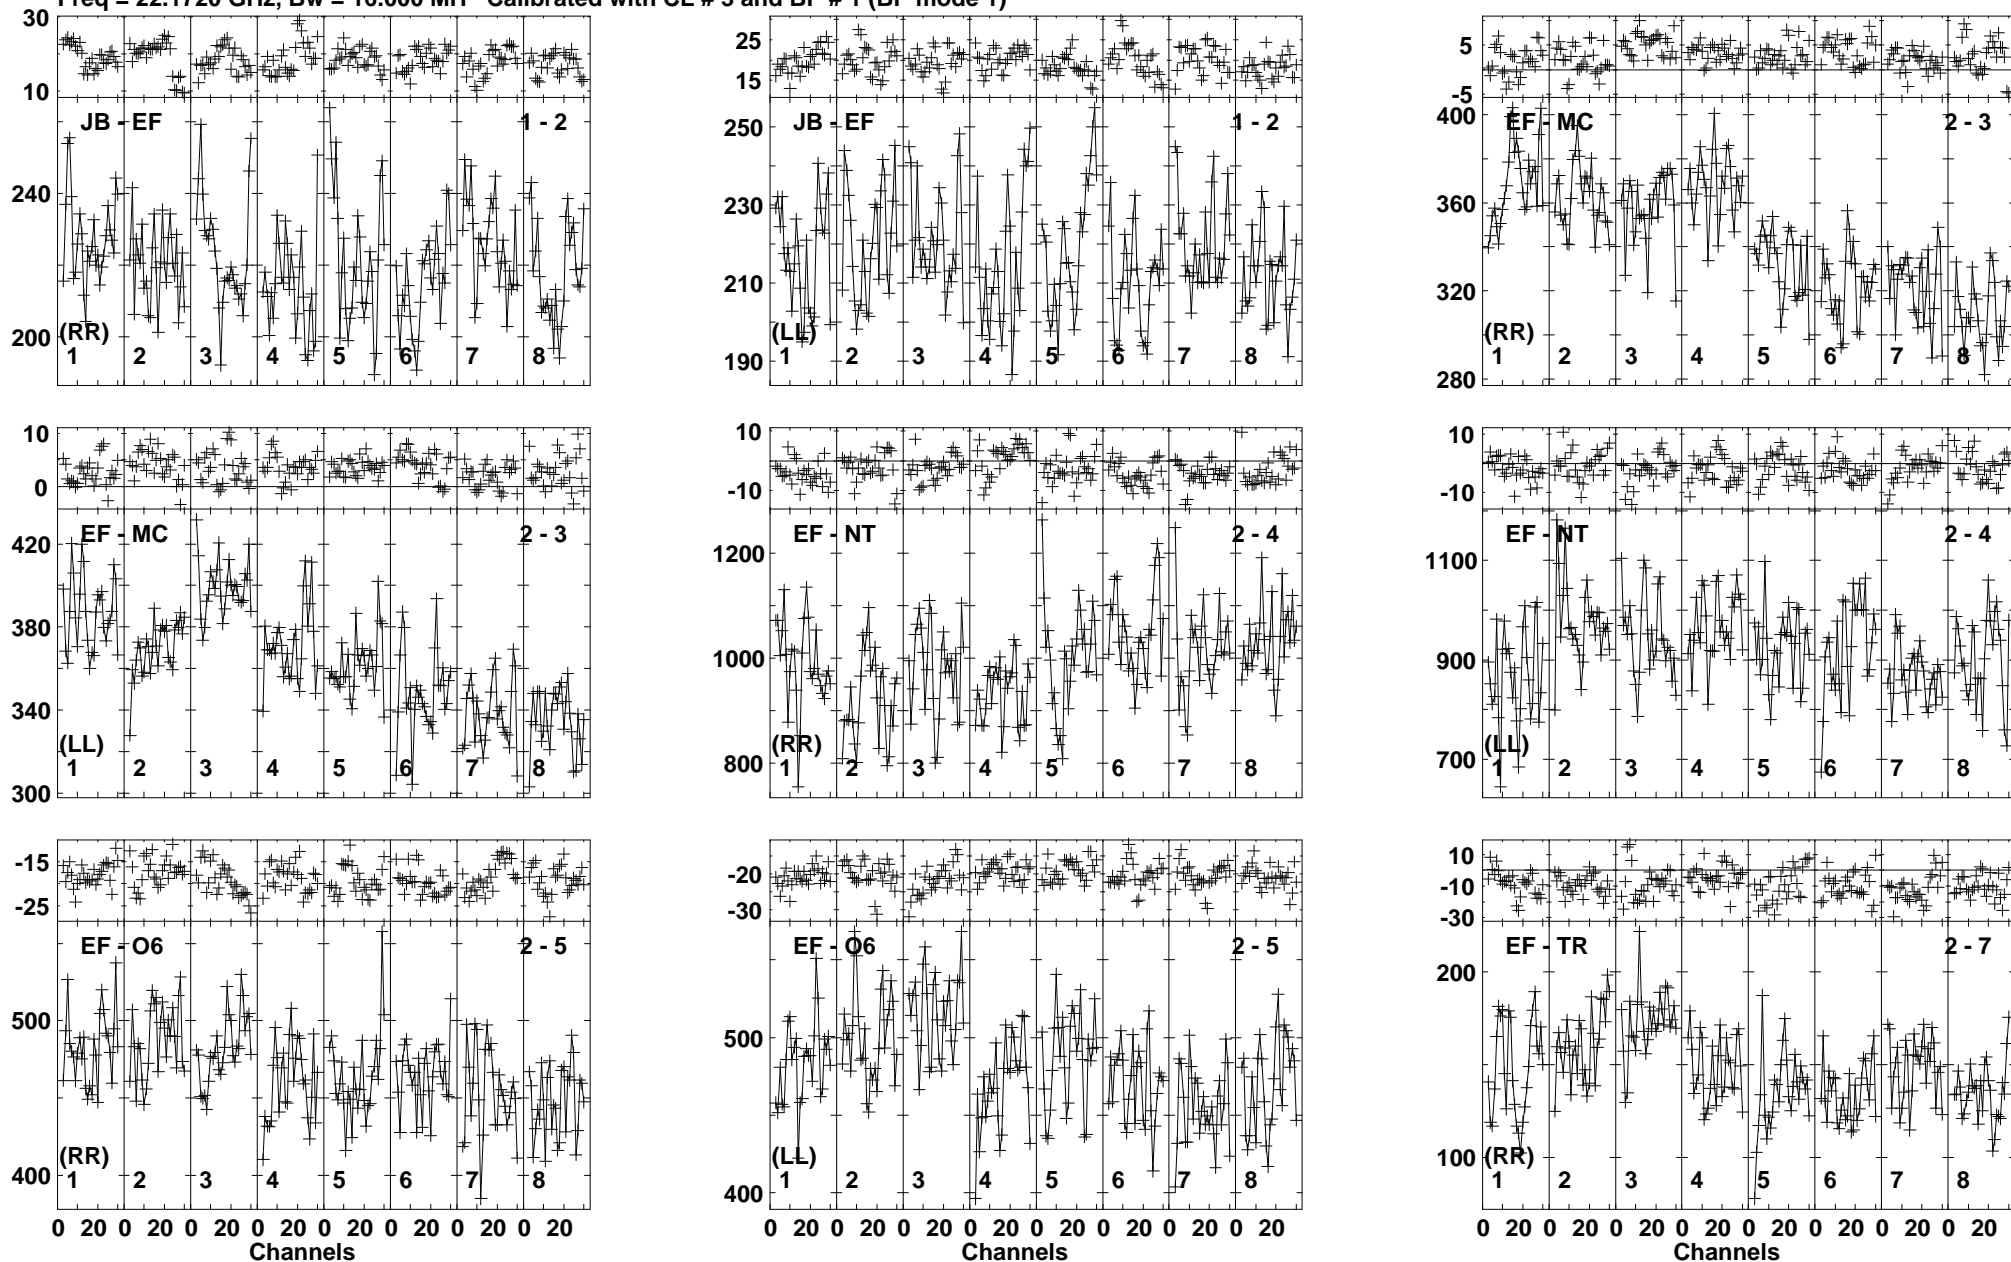 Freq = 22.1720 GHz, Bw = 16.000 MH Calibrated with CL # 3 and BP # 1 (BP mode 1)
30
10
JB - EF 1 - 2
240
200
(RR)
1 2 3 4 5 6 7 8
25
15
JB - EF 1 - 2
250
230
210
190
(LL)
1 2 3 4 5 6 7 8
5
-5
EF - MC 2 - 3
400
360
320
280
(RR)
1 2 3 4 5 6 7 8
10
0
EF - MC 2 - 3
420
380
340
300
(LL)
1 2 3 4 5 6 7 8
10
-10
EF - NT 2 - 4
1200
1000
800
(RR)
1 2 3 4 5 6 7 8
10
-10
EF - NT 2 - 4
1100
900
700
(LL)
1 2 3 4 5 6 7 8
-15
-25
EF - O6 2 - 5
500
400
(RR)
1 2 3 4 5 6 7 8
0 20 0 20 0 20 0 20 0 20 0 20 0 20 0 20
Channels
-20
-30
EF - O6 2 - 5
500
400
(LL)
1 2 3 4 5 6 7 8
0 20 0 20 0 20 0 20 0 20 0 20 0 20 0 20
Channels
10
-10
-30
EF - TR 2 - 7
200
100
(RR)
1 2 3 4 5 6 7 8
0 20 0 20 0 20 0 20 0 20 0 20 0 20 0 20
Channels